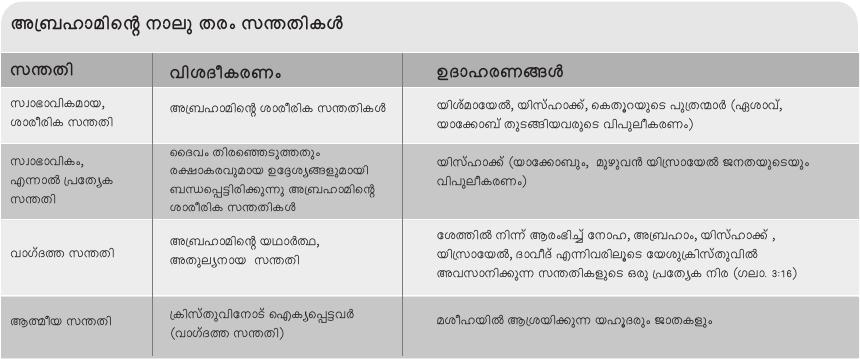 അബ്രഹാമിന്റെ നാലു തരം സന്തതികൾ
സന്തതി
വിശദീകരണം
ഉദാഹരണങ്ങൾ
സ്വാഭാവികമായ,
ശാരീരിക സന്തതി
അബ്രഹാമിന്റെ ശാരീരിക സന്തതികൾ
യിശ്മായേൽ, യിസ്ഹാക്ക്, കെതൂറയുടെ പുത്രന്മാർ (ഏശാവ്,
യാക്കോബ് തുടങ്ങിയവരുടെ വിപുലീകരണം)
സ്വാഭാവികം,
എന്നാൽ പ്രത്യേക
സന്തതി
ദൈവം തിരഞ്ഞെടുത്തതും
രക്ഷാകരവുമായ ഉദ്ദേശ്യങ്ങളുമായി
ബന്ധപ്പെട്ടിരിക്കുന്നു അബ്രഹാമിന്റെ
ശാരീരിക സന്തതികൾ
യിസ്ഹാക്ക് (യാക്കോബും, മുഴുവൻ യിസ്രായേൽ ജനതയുടെയും
വിപുലീകരണം)
വാഗ്ദത്ത സന്തതി
അബ്രഹാമിന്റെ യഥാർത്ഥ,
അതുല്യനായ സന്തതി
ശേത്തിൽ നിന്ന് ആരംഭിച്ച് നോഹ, അബ്രഹാം, യിസ്ഹാക്ക് ,
യിസ്രായേൽ, ദാവീദ് എന്നിവരിലൂടെ യേശുക്രിസ്തുവിൽ
അവസാനിക്കുന്ന സന്തതികളുടെ ഒരു പ്രത്യേക നിര (ഗലാ. 3:16)
ആത്മീയ സന്തതി
ക്രിസ്തുവിനോട് ഐക്യപ്പെട്ടവർ
(വാഗ്ദത്ത സന്തതി)
മശീഹയിൽ ആശ്രയിക്കുന്ന യഹൂദരും ജാതകളും